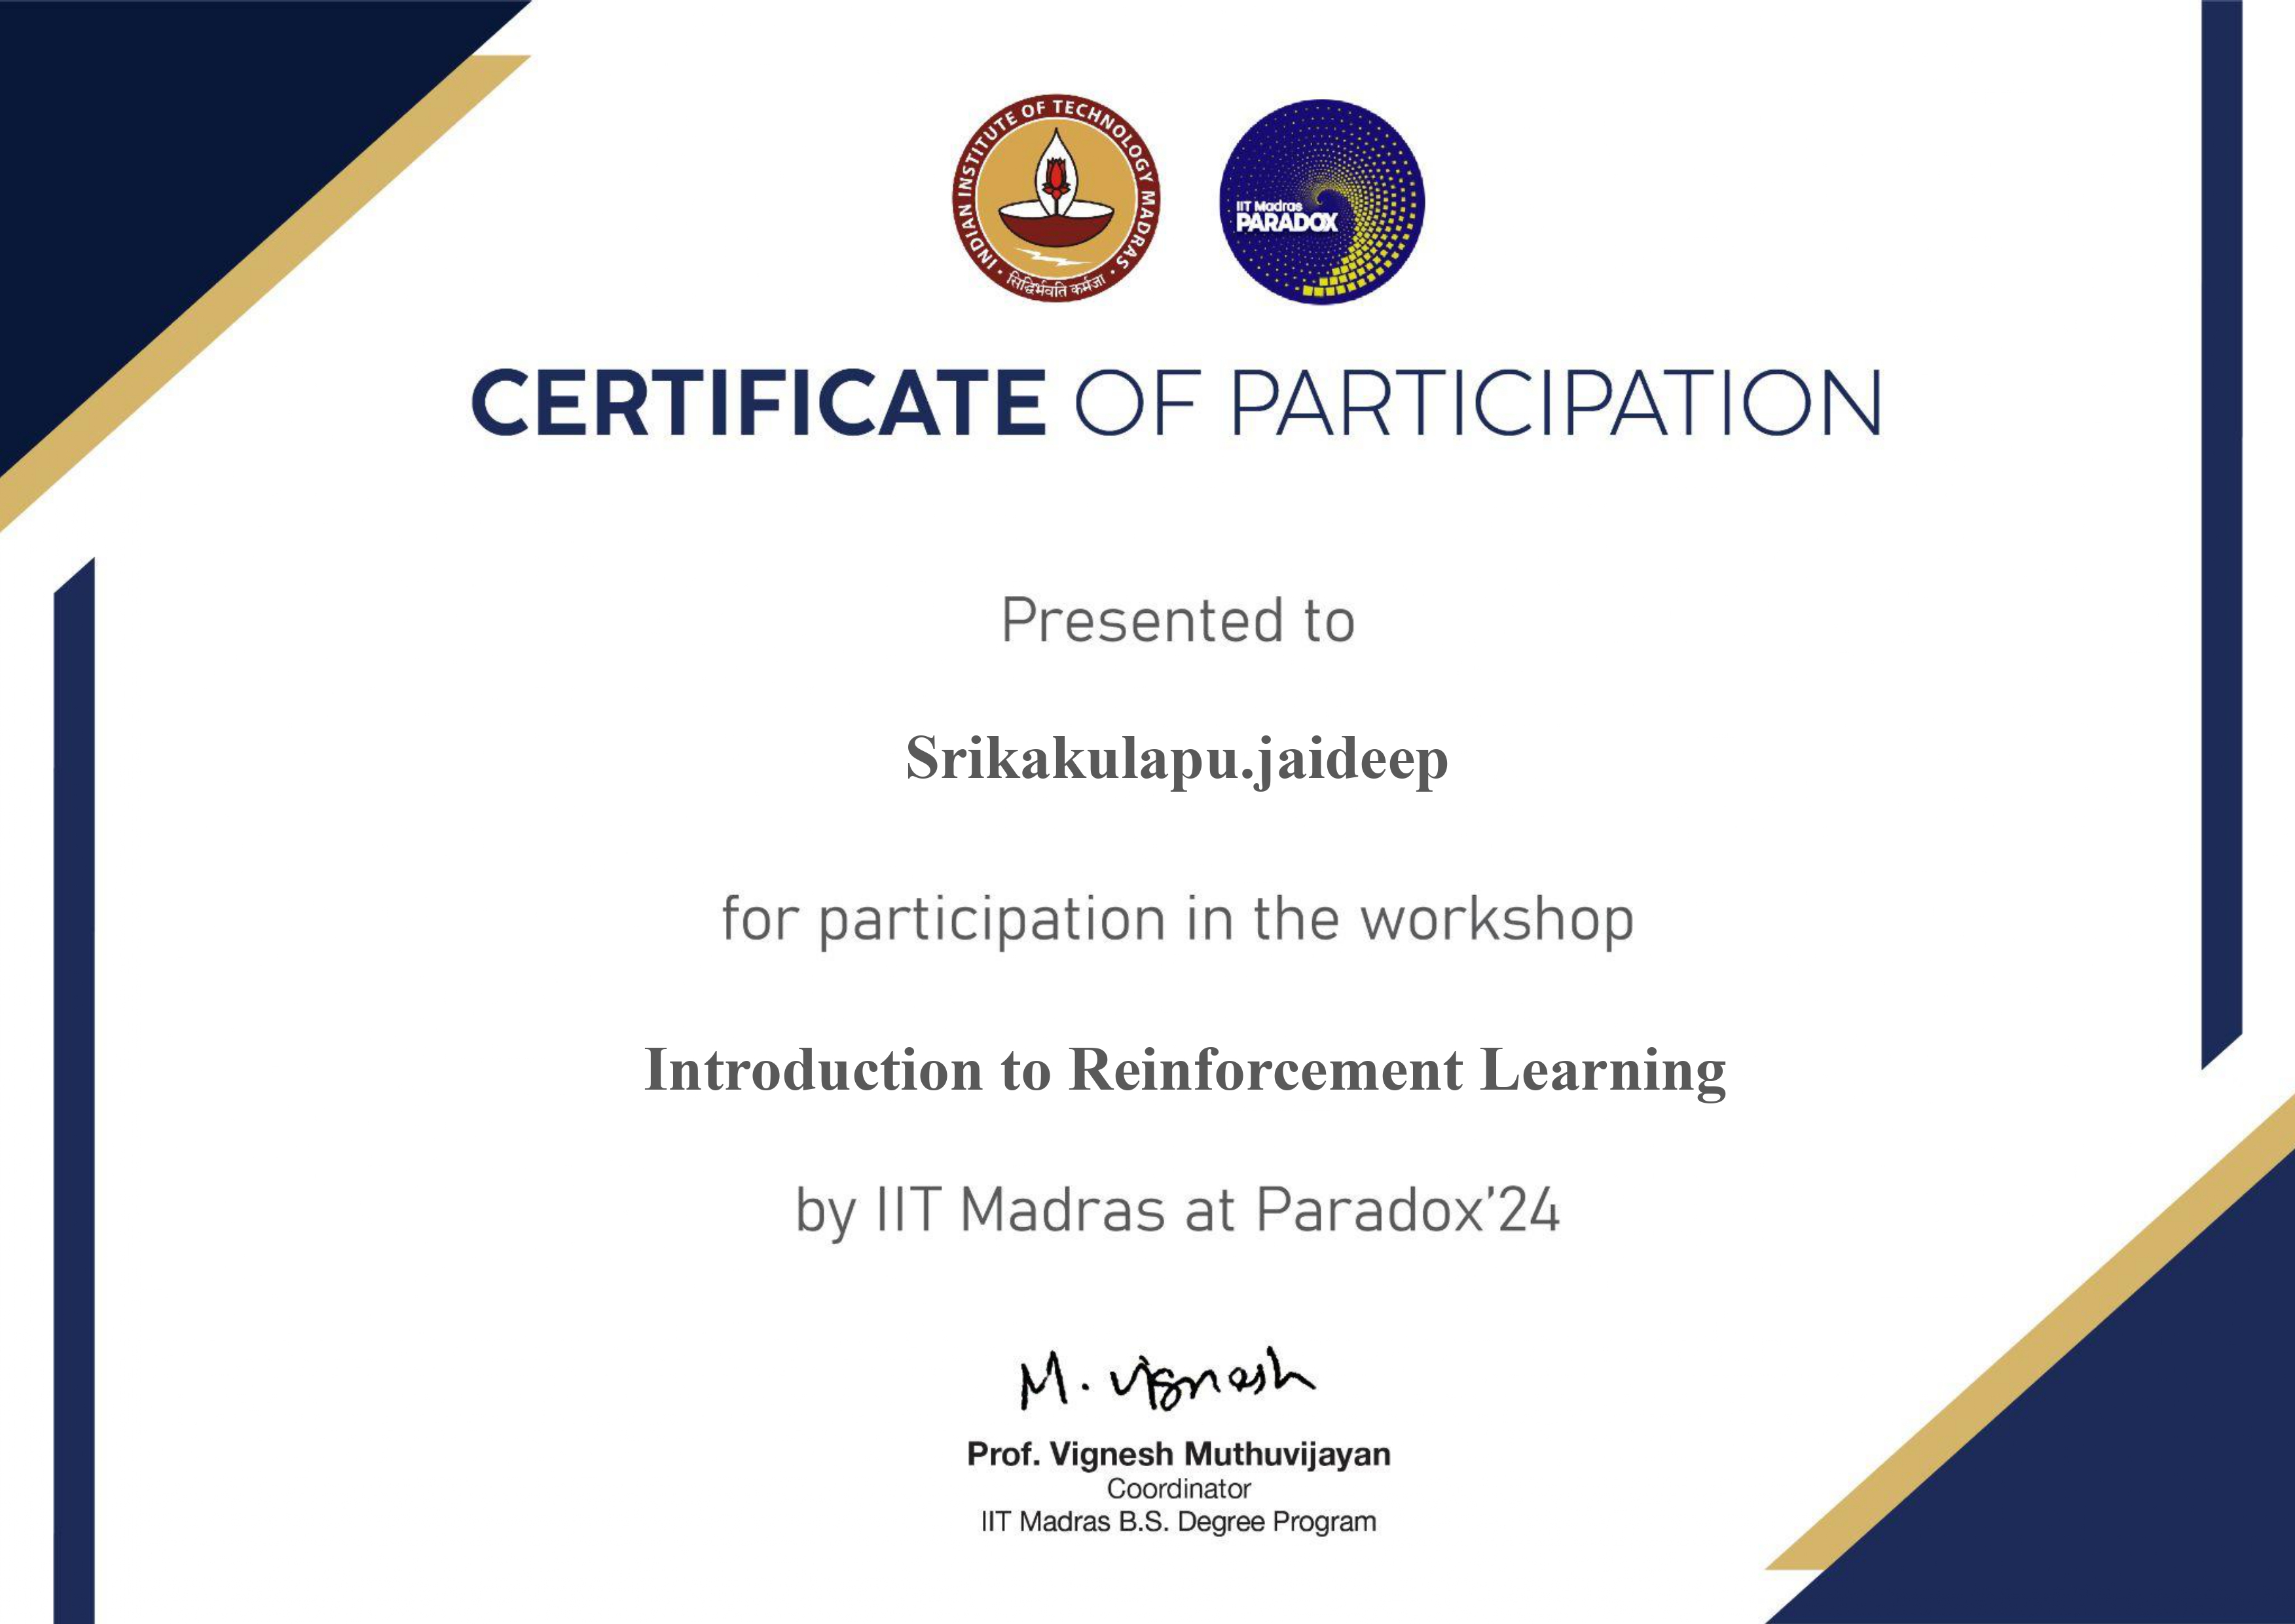 INDIAN INSTITUTE OF TECHNOLOGY MADRAS
सिद्धिर्भवति कर्मजा
IIT Madras
PARADOX
CERTIFICATE OF PARTICIPATION
Presented to
Srikakulapu.jaideep
for participation in the workshop
Introduction to Reinforcement Learning
by IIT Madras at Paradox'24
M. Vignesh
Prof. Vignesh Muthuvijayan
Coordinator
IIT Madras B.S. Degree Program